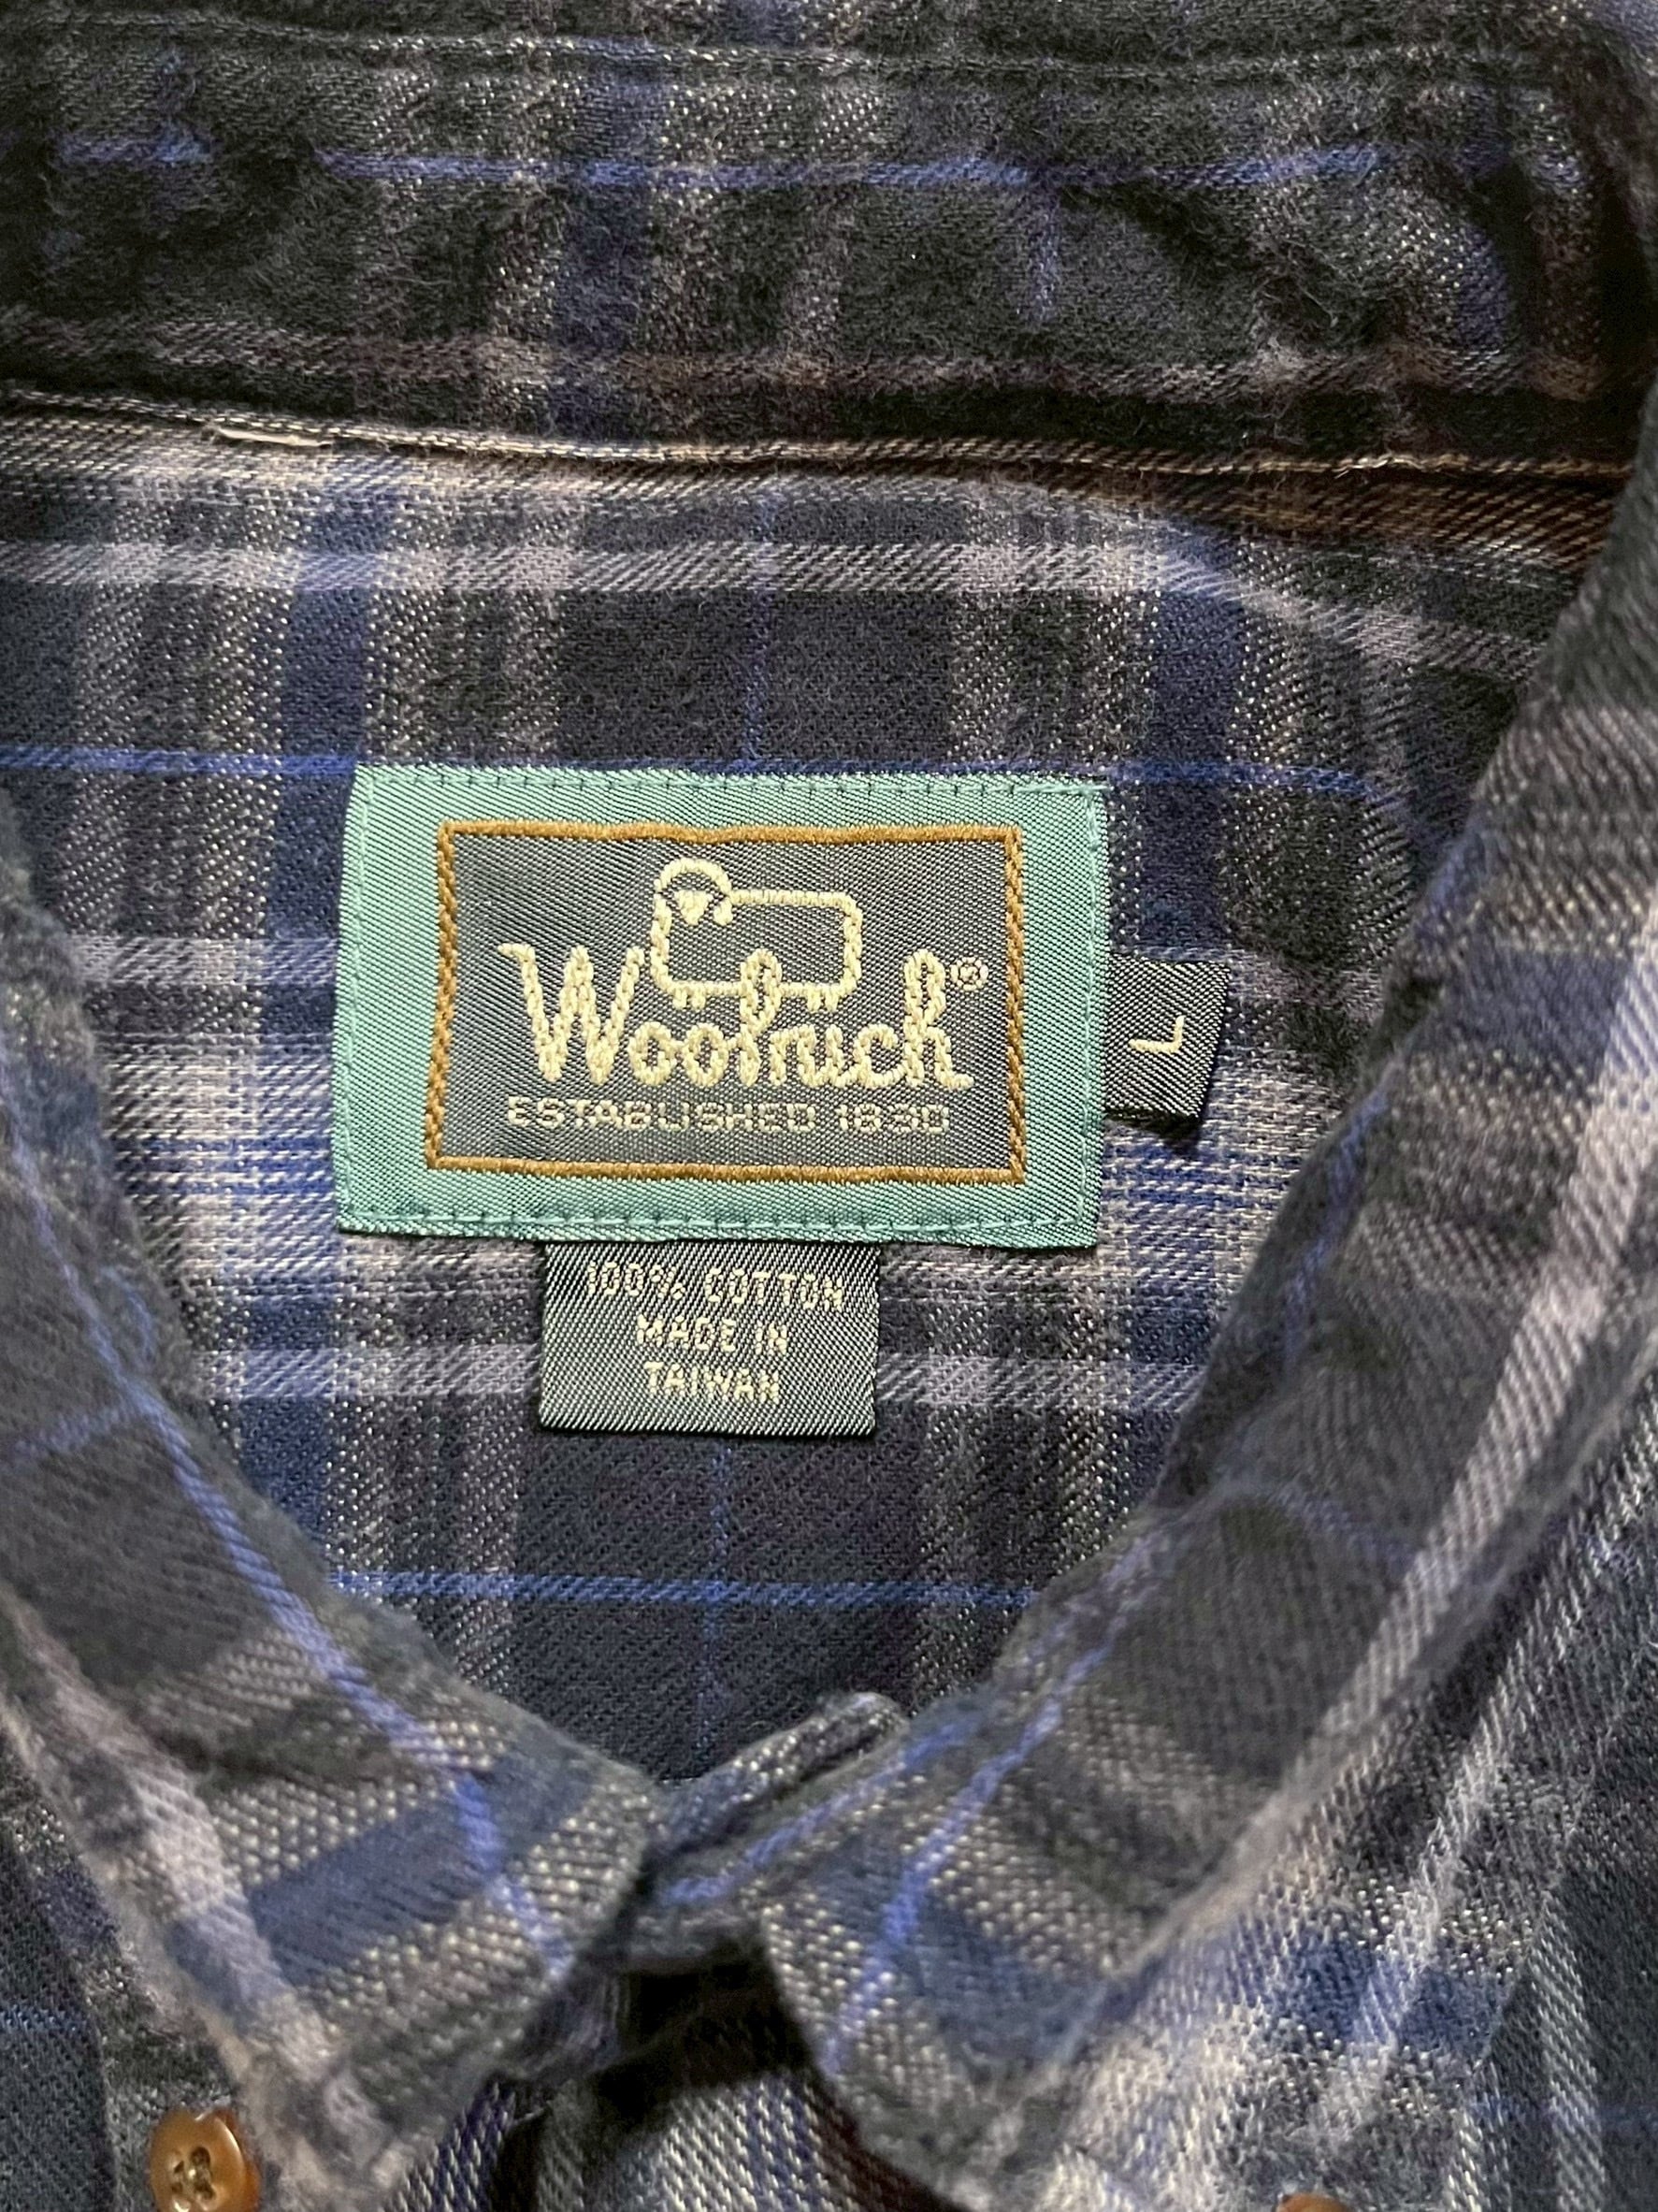 Woolrich®
ESTABLISHED 1830
L
100% COTTON
MADE IN
TAIWAN